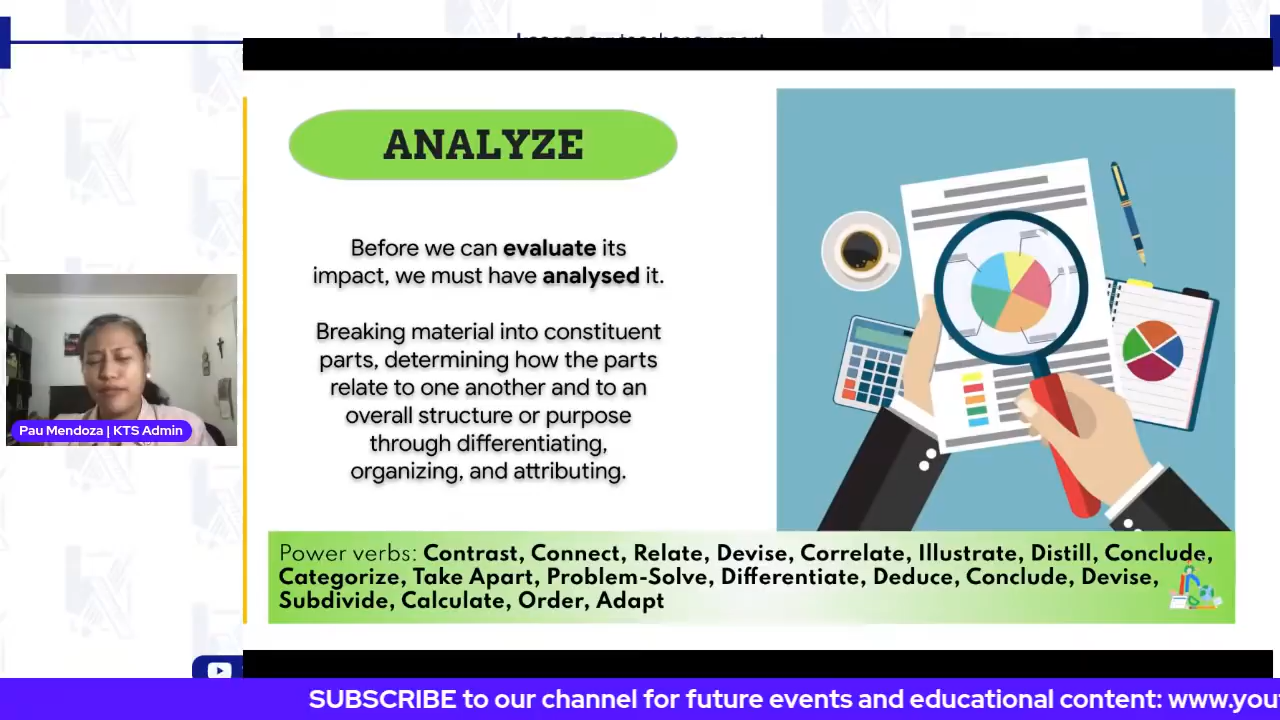 ANALYZE
Before we can evaluate its
impact, we must have analysed it.
Breaking material into constituent
parts, determining how the parts
relate to one another and to an
overall structure or purpose
through differentiating,
organizing, and attributing.
Pau Mendoza | KTS Admin
Power verbs: Contrast, Connect, Relate, Devise, Correlate, Illustrate, Distill, Conclude,
Categorize, Take Apart, Problem-Solve, Differentiate, Deduce, Conclude, Devise,
Subdivide, Calculate, Order, Adapt
SUBSCRIBE to our channel for future events and educational content: www.you